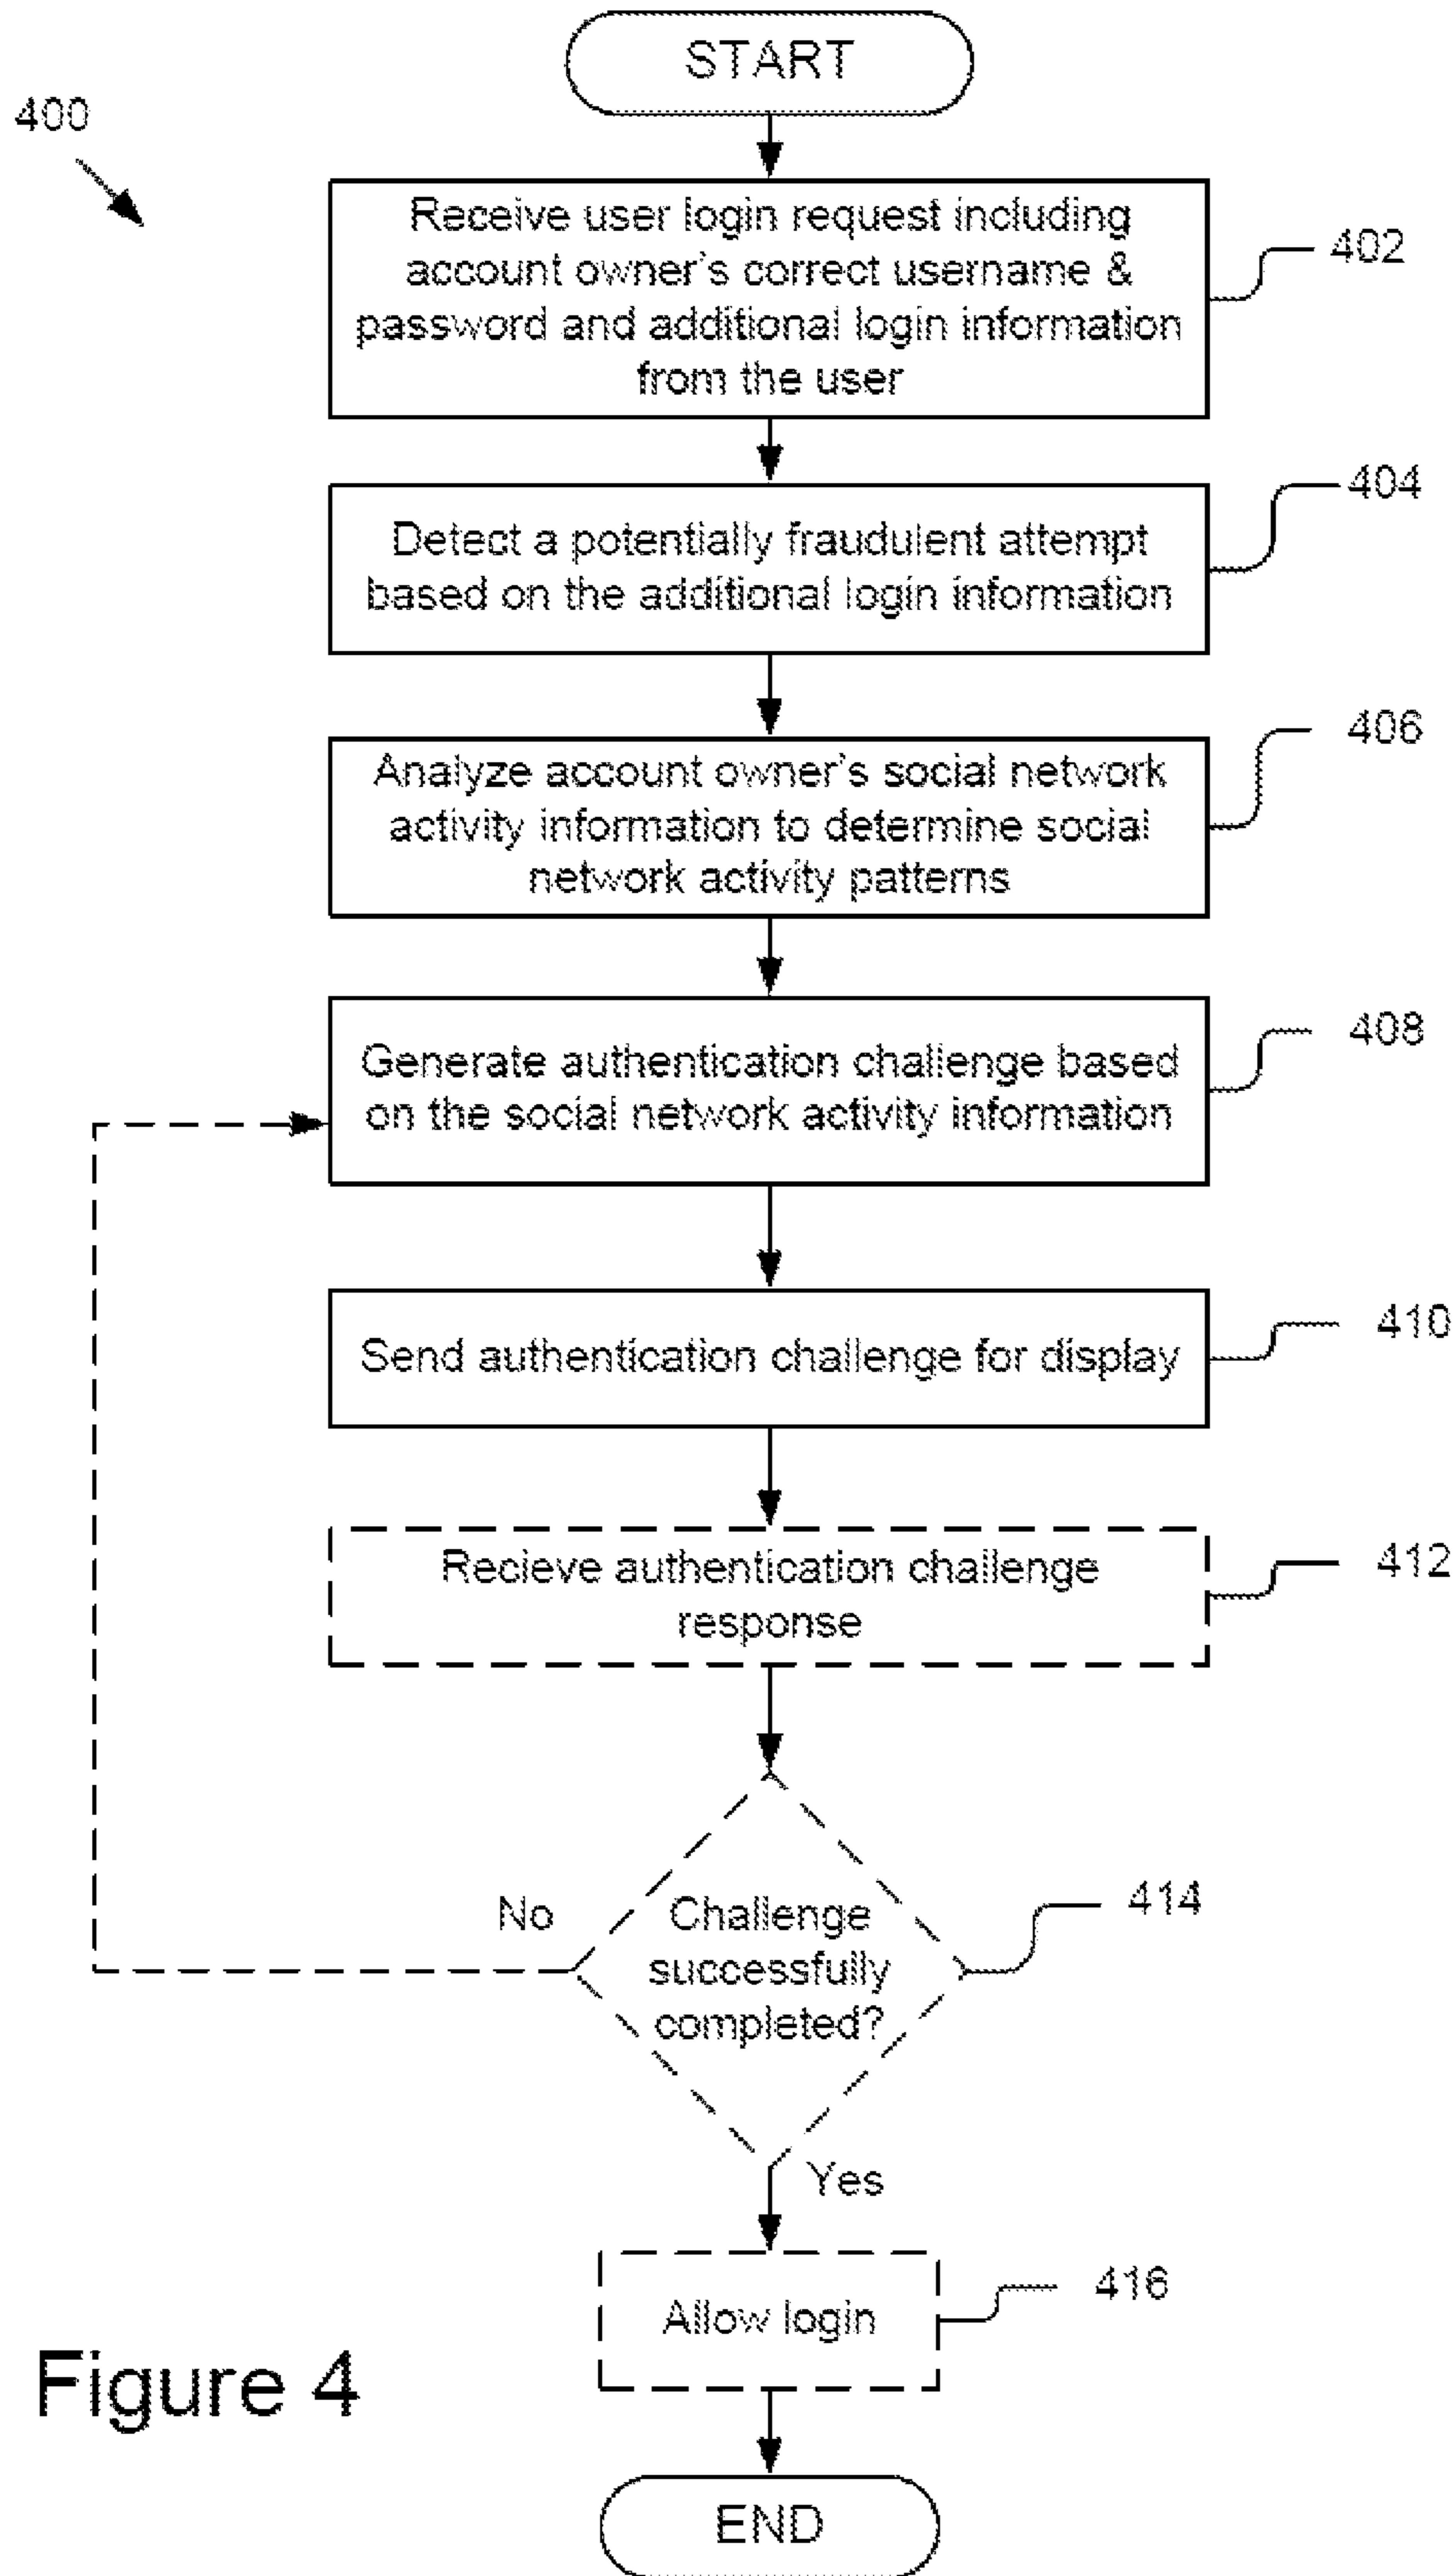 START
400
Receive user login request including
account owner's correct username &
password and additional login information
from the user
402
Detect a potentially fraudulent attempt
based on the additional login information
404
Analyze account owner's social network
activity information to determine social
network activity patterns
406
Generate authentication challenge based
on the social network activity information
408
Send authentication challenge for display
410
Recieve authentication challenge
response
412
Challenge
successfully
completed?
414
No
Yes
Allow login
416
Figure 4
END